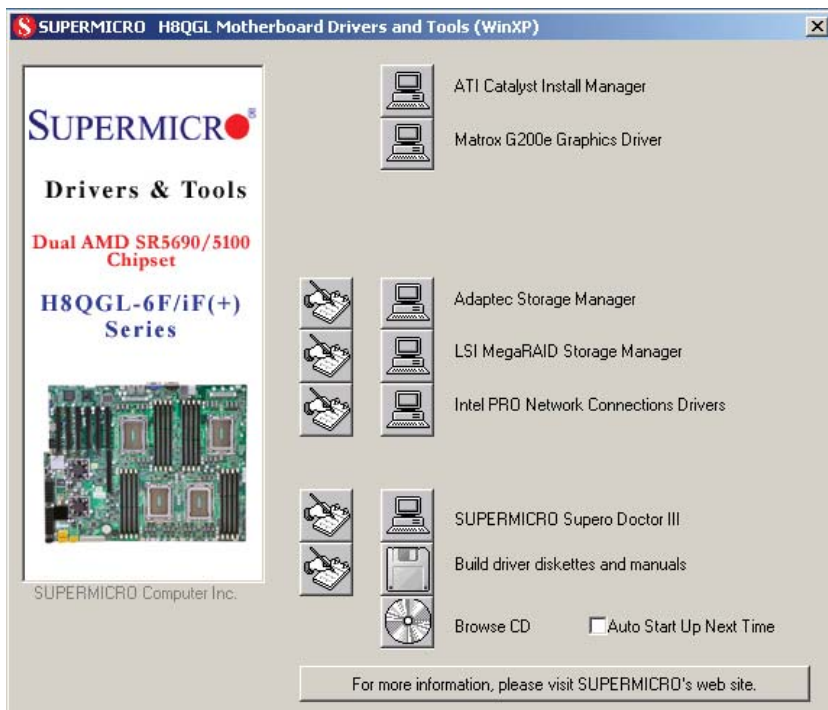 SUPERMICRO H8QGL Motherboard Drivers and Tools (WinXP)
SUPERMICRO®
Drivers & Tools
Dual AMD SR5690/5100
Chipset
H8QGL-6F/iF(+)
Series
SUPERMICRO Computer Inc.
ATI Catalyst Install Manager
Matrox G200e Graphics Driver
Adaptec Storage Manager
LSI MegaRAID Storage Manager
Intel PRO Network Connections Drivers
SUPERMICRO Supero Doctor III
Build driver diskettes and manuals
Browse CD
Auto Start Up Next Time
For more information, please visit SUPERMICRO's web site.